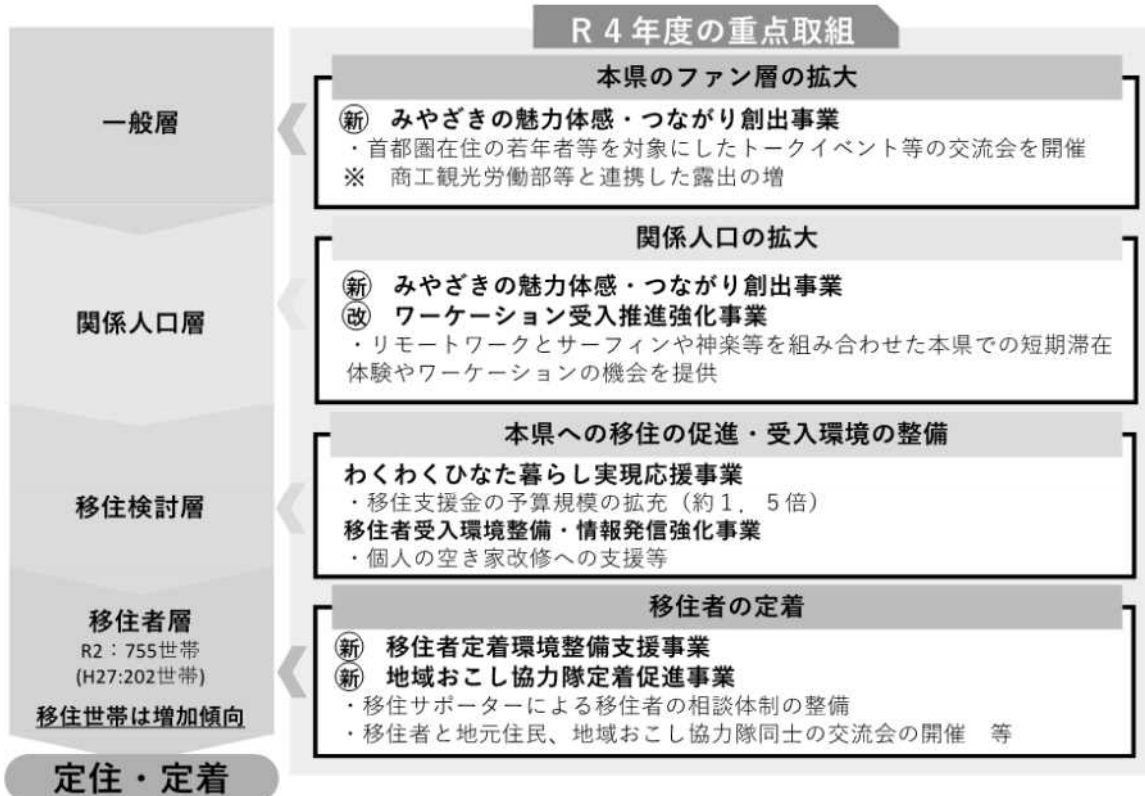 R4年度の重点取組
一般層
本県のファン層の拡大
新 みやざきの魅力体感・つながり創出事業
・首都圏在住の若年者等を対象にしたトークイベント等の交流会を開催
※ 商工観光労働部等と連携した露出の増
関係人口層
関係人口の拡大
新 みやざきの魅力体感・つながり創出事業
改 ワーケーション受入推進強化事業
・リモートワークとサーフィンや神楽等を組み合わせた本県での短期滞在
体験やワーケーションの機会を提供
移住検討層
本県への移住の促進・受入環境の整備
わくわくひなた暮らし実現応援事業
・移住支援金の予算規模の拡充(約1.5倍)
移住者受入環境整備・情報発信強化事業
・個人の空き家改修への支援等
移住者層
R2:755世帯
(H27:202世帯)
移住世帯は増加傾向
移住者の定着
新 移住者定着環境整備支援事業
新 地域おこし協力隊定着促進事業
・移住サポーターによる移住者の相談体制の整備
・移住者と地元住民、地域おこし協力隊同士の交流会の開催 等
定住・定着